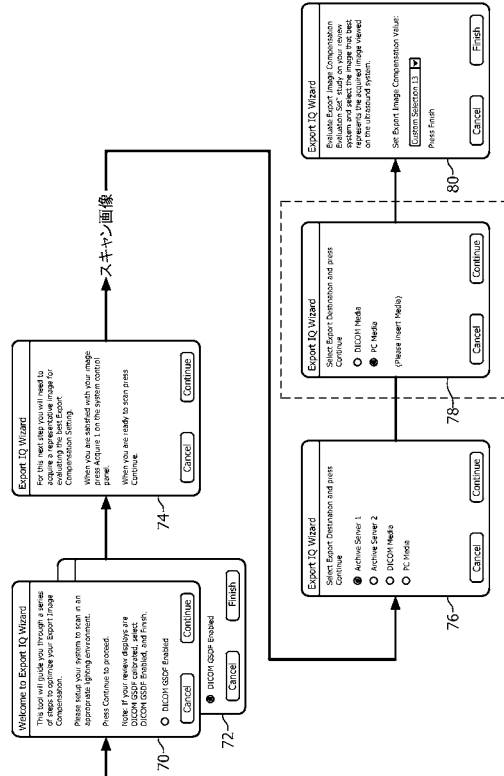 Welcome to Export IQ Wizard
This tool will guide you through a series
of steps to optimize your Export Image
Compensation.
Please setup your system to scan in an
appropriate lighting environment.
Press Continue to proceed.
Note: If your review displays are
DICOM GSDF calibrated, select
DICOM GSDF Enabled, and Finish.
DICOM GSDF Enabled
Cancel
Continue
70
DICOM GSDF Enabled
Cancel
Finish
72
Export IQ Wizard
For this next step you will need to
acquire a representative image for
evaluating the best Export
Compensation Setting.
When you are satisfied with your image
press Acquire 1 on the system control
panel.
When you are ready to scan press
Continue.
Cancel
Continue
74
スキャン画像
Export IQ Wizard
Select Export Destination and press
Continue
Archive Server 1
Archive Server 2
DICOM Media
PC Media
Cancel
Continue
76
Export IQ Wizard
Select Export Destination and press
Continue
DICOM Media
PC Media
(Please Insert Media)
Cancel
Continue
78
Export IQ Wizard
Evaluate Export Image Compensation
Evaluation Set" study on your review
system and select the image that best
represents the acquired image viewed
on the ultrasound system.
Set Export Image Compensation Value:
Custom Selection 13
Press Finish
Cancel
Finish
80